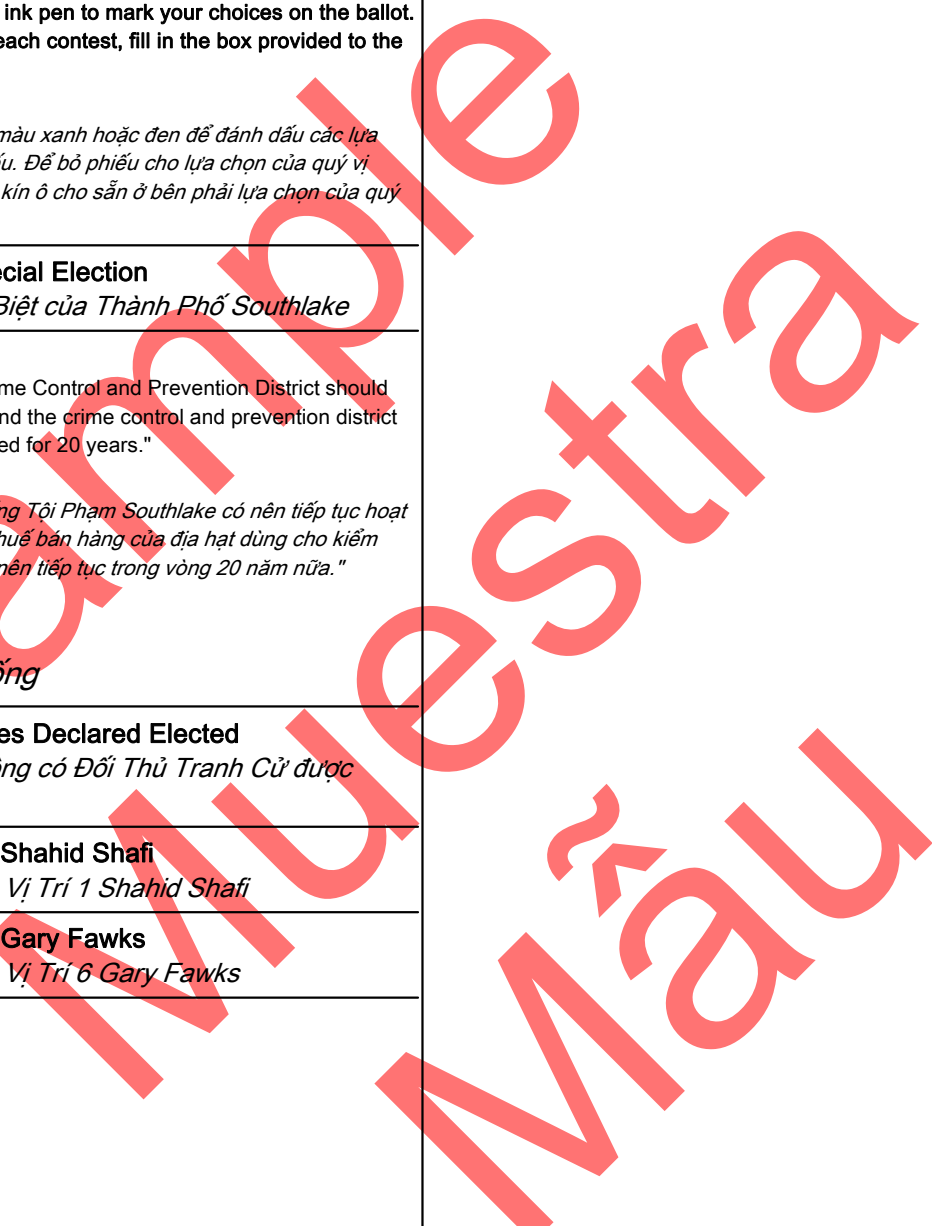 ink pen to mark your choices on the ballot.
each contest, fill in the box provided to the
màu xanh hoặc đen để đánh dấu các lựa
ếu. Để bỏ phiếu cho lựa chọn của quý vị
kín ô cho sẵn ở bên phải lựa chọn của quý
ecial Election
Biệt của Thành Phố Southlake
me Control and Prevention District should
nd the crime control and prevention district
ed for 20 years."
ng Tội Phạm Southlake có nên tiếp tục hoạt
huế bán hàng của địa hạt dùng cho kiểm
nên tiếp tục trong vòng 20 năm nữa."
ống
es Declared Elected
ông có Đối Thủ Tranh Cử được
Shahid Shafi
Vị Trí 1 Shahid Shafi
Gary Fawks
Vị Trí 6 Gary Fawks
ample
Muestra
Mẫu